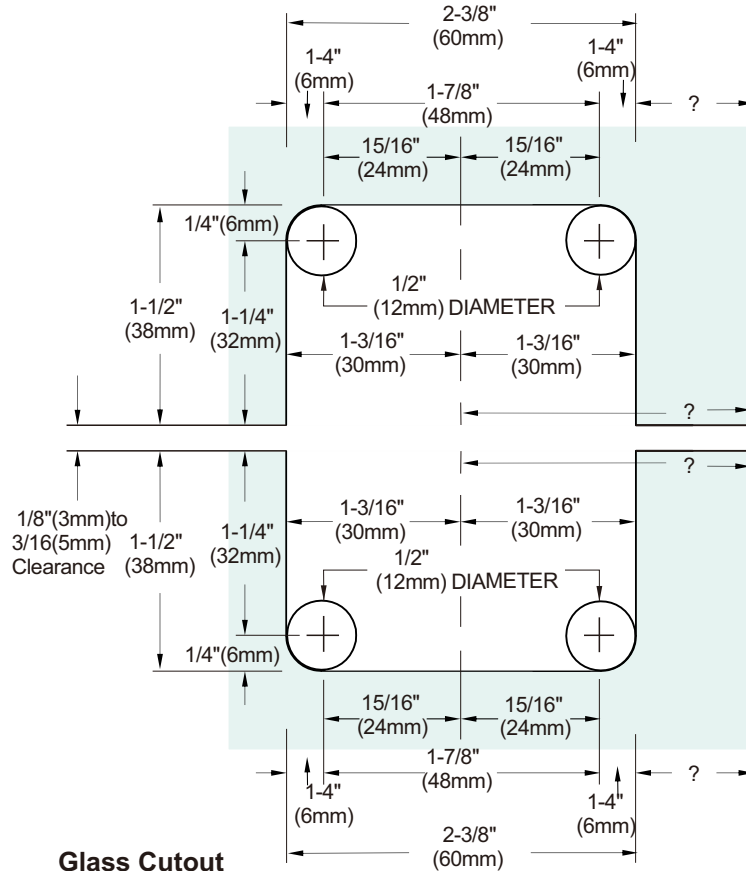 2-3/8"
(60mm)
1-4"
(6mm)
1-4"
(6mm)
1-7/8"
(48mm)
?
15/16"
(24mm)
15/16"
(24mm)
1/4"(6mm)
1/2"
(12mm) DIAMETER
1-1/2"
(38mm)
1-1/4"
(32mm)
1-3/16"
(30mm)
1-3/16"
(30mm)
?
?
1/8"(3mm)to
3/16(5mm)
Clearance
1-1/2"
(38mm)
1-1/4"
(32mm)
1-3/16"
(30mm)
1-3/16"
(30mm)
1/2"
(12mm) DIAMETER
1/4"(6mm)
15/16"
(24mm)
15/16"
(24mm)
1-7/8"
(48mm)
?
1-4"
(6mm)
1-4"
(6mm)
2-3/8"
(60mm)
Glass Cutout